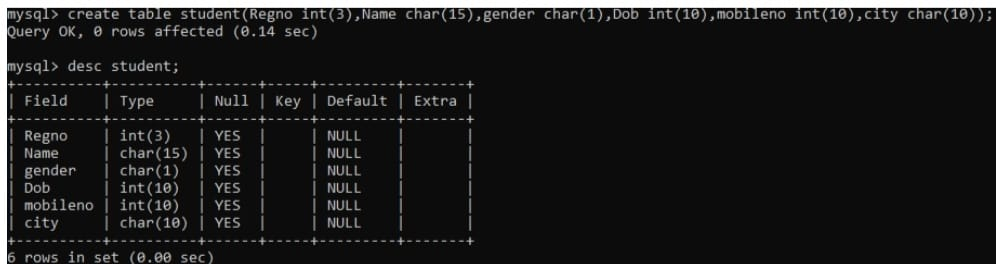 mysql> create table student(Regno int(3),Name char(15),gender char(1),Dob int(10),mobileno int(10),city char(10));
Query OK, 0 rows affected (0.14 sec)
mysql> desc student;
+----------+----------+------+-----+---------+-------+
| Field    | Type     | Null | Key | Default | Extra |
+----------+----------+------+-----+---------+-------+
| Regno    | int(3)   | YES  |     | NULL    |       |
| Name     | char(15) | YES  |     | NULL    |       |
| gender   | char(1)  | YES  |     | NULL    |       |
| Dob      | int(10)  | YES  |     | NULL    |       |
| mobileno | int(10)  | YES  |     | NULL    |       |
| city     | char(10) | YES  |     | NULL    |       |
+----------+----------+------+-----+---------+-------+
6 rows in set (0.00 sec)